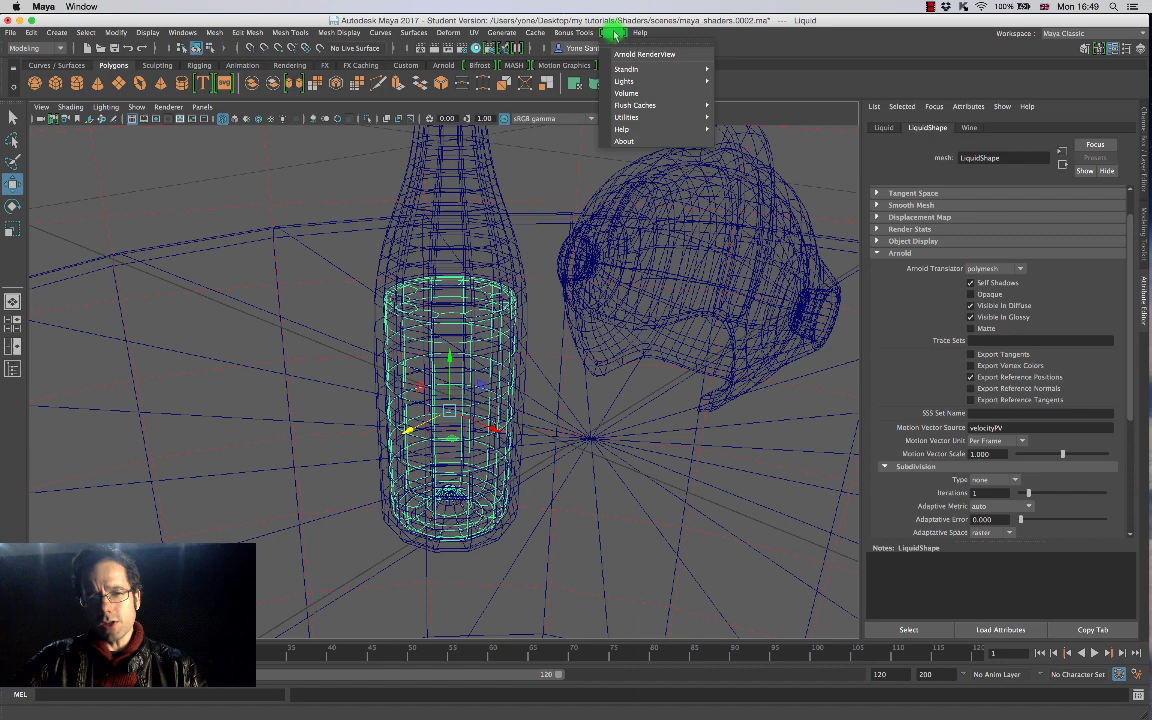 Maya Window 100% Mon 16:49
Autodesk Maya 2017 - Student Version: /Users/yone/Desktop/my tutorials/Shaders/scenes/maya_shaders.0002.ma* --- Liquid
File Edit Create Select Modify Display Windows Mesh Edit Mesh Mesh Tools Mesh Display Curves Surfaces Deform UV Generate Cache Bonus Tools Help
Workspace : Maya Classic
Modeling No Live Surface
Curves / Surfaces Polygons Sculpting Rigging Animation Rendering FX FX Caching Custom Arnold Bifrost MASH Motion Graphics
View Shading Lighting Show Renderer Panels
0.00 1.00 sRGB gamma
Arnold RenderView
StandIn
Lights
Volume
Flush Caches
Utilities
Help
About
List Selected Focus Attributes Show Help
Liquid LiquidShape Wine
mesh: LiquidShape
Focus
Presets
Show Hide
Tangent Space
Smooth Mesh
Displacement Map
Render Stats
Object Display
Arnold
Arnold Translator polymesh
Self Shadows
Opaque
Visible In Diffuse
Visible In Glossy
Matte
Trace Sets
Export Tangents
Export Vertex Colors
Export Reference Positions
Export Reference Normals
Export Reference Tangents
SSS Set Name
Motion Vector Source velocityPV
Motion Vector Unit Per Frame
Motion Vector Scale 1.000
Subdivision
Type none
Iterations 1
Adaptive Metric auto
Adaptative Error 0.000
Adaptative Space raster
Notes: LiquidShape
Select Load Attributes Copy Tab
Channel Box / Layer Editor
Modeling Toolkit
Attribute Editor
35 40 45 50 55 60 65 70 75 80 85 90 95 100 105 110 115 120
1
120 120 200 No Anim Layer No Character Set
MEL